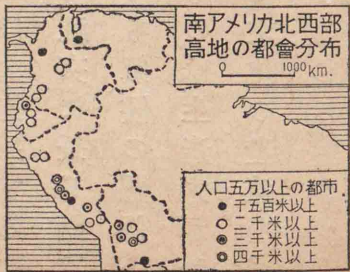 南アメリカ北西部
高地の都會分布
0 1000 km.
人口五万以上の都市
千五百米以上
二千米以上
三千米以上
四千米以上